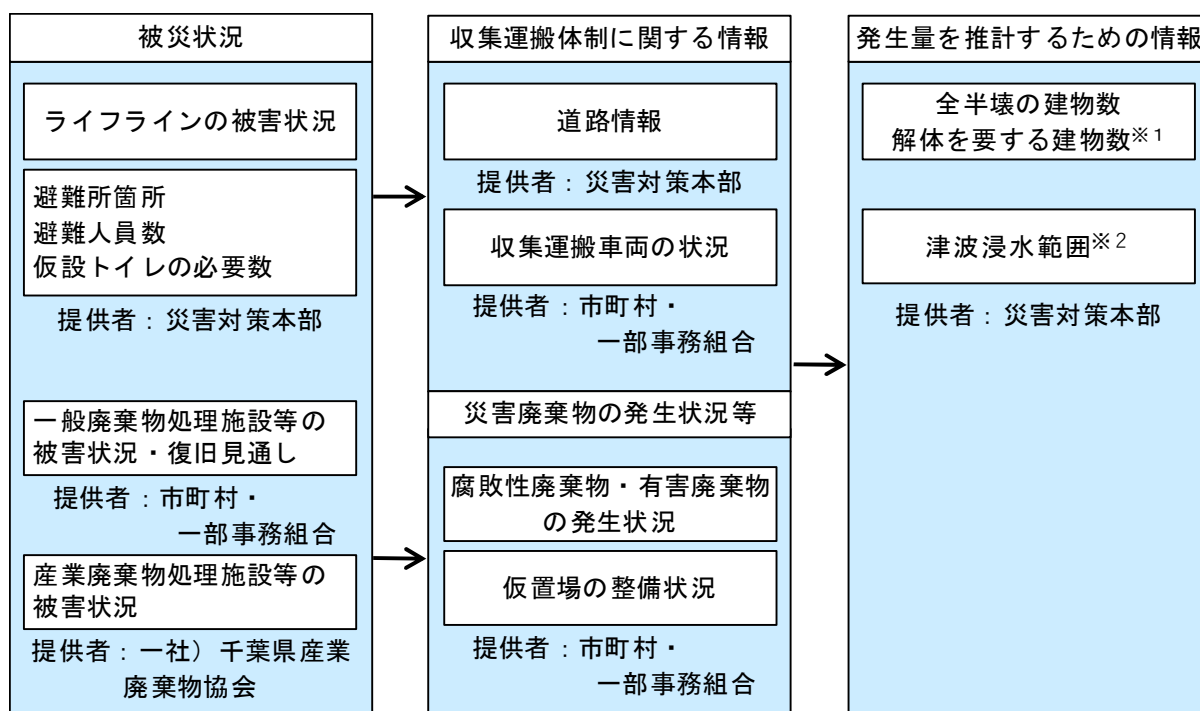 被災状況
ライフラインの被害状況
避難所箇所
避難人員数
仮設トイレの必要数
提供者：災害対策本部
一般廃棄物処理施設等の
被害状況・復旧見通し
提供者：市町村・
一部事務組合
産業廃棄物処理施設等の
被害状況
提供者：一社）千葉県産業
廃棄物協会
収集運搬体制に関する情報
道路情報
提供者：災害対策本部
収集運搬車両の状況
提供者：市町村・
一部事務組合
災害廃棄物の発生状況等
腐敗性廃棄物・有害廃棄物
の発生状況
仮置場の整備状況
提供者：市町村・
一部事務組合
発生量を推計するための情報
全半壊の建物数
解体を要する建物数※1
津波浸水範囲※2
提供者：災害対策本部